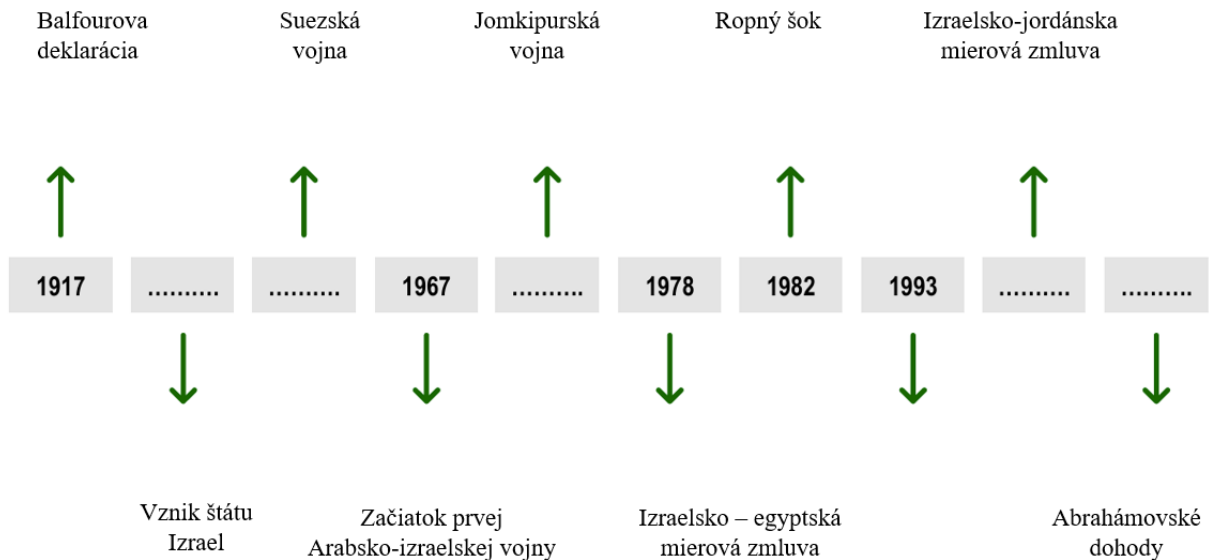 Balfourova
deklarácia
Suezská
vojna
Jomkipurská
vojna
Ropný šok
Izraelsko-jordánska
mierová zmluva
1917
..........
..........
1967
..........
1978
1982
1993
..........
..........
Vznik štátu
Izrael
Začiatok prvej
Arabsko-izraelskej vojny
Izraelsko – egyptská
mierová zmluva
Abrahámovské
dohody